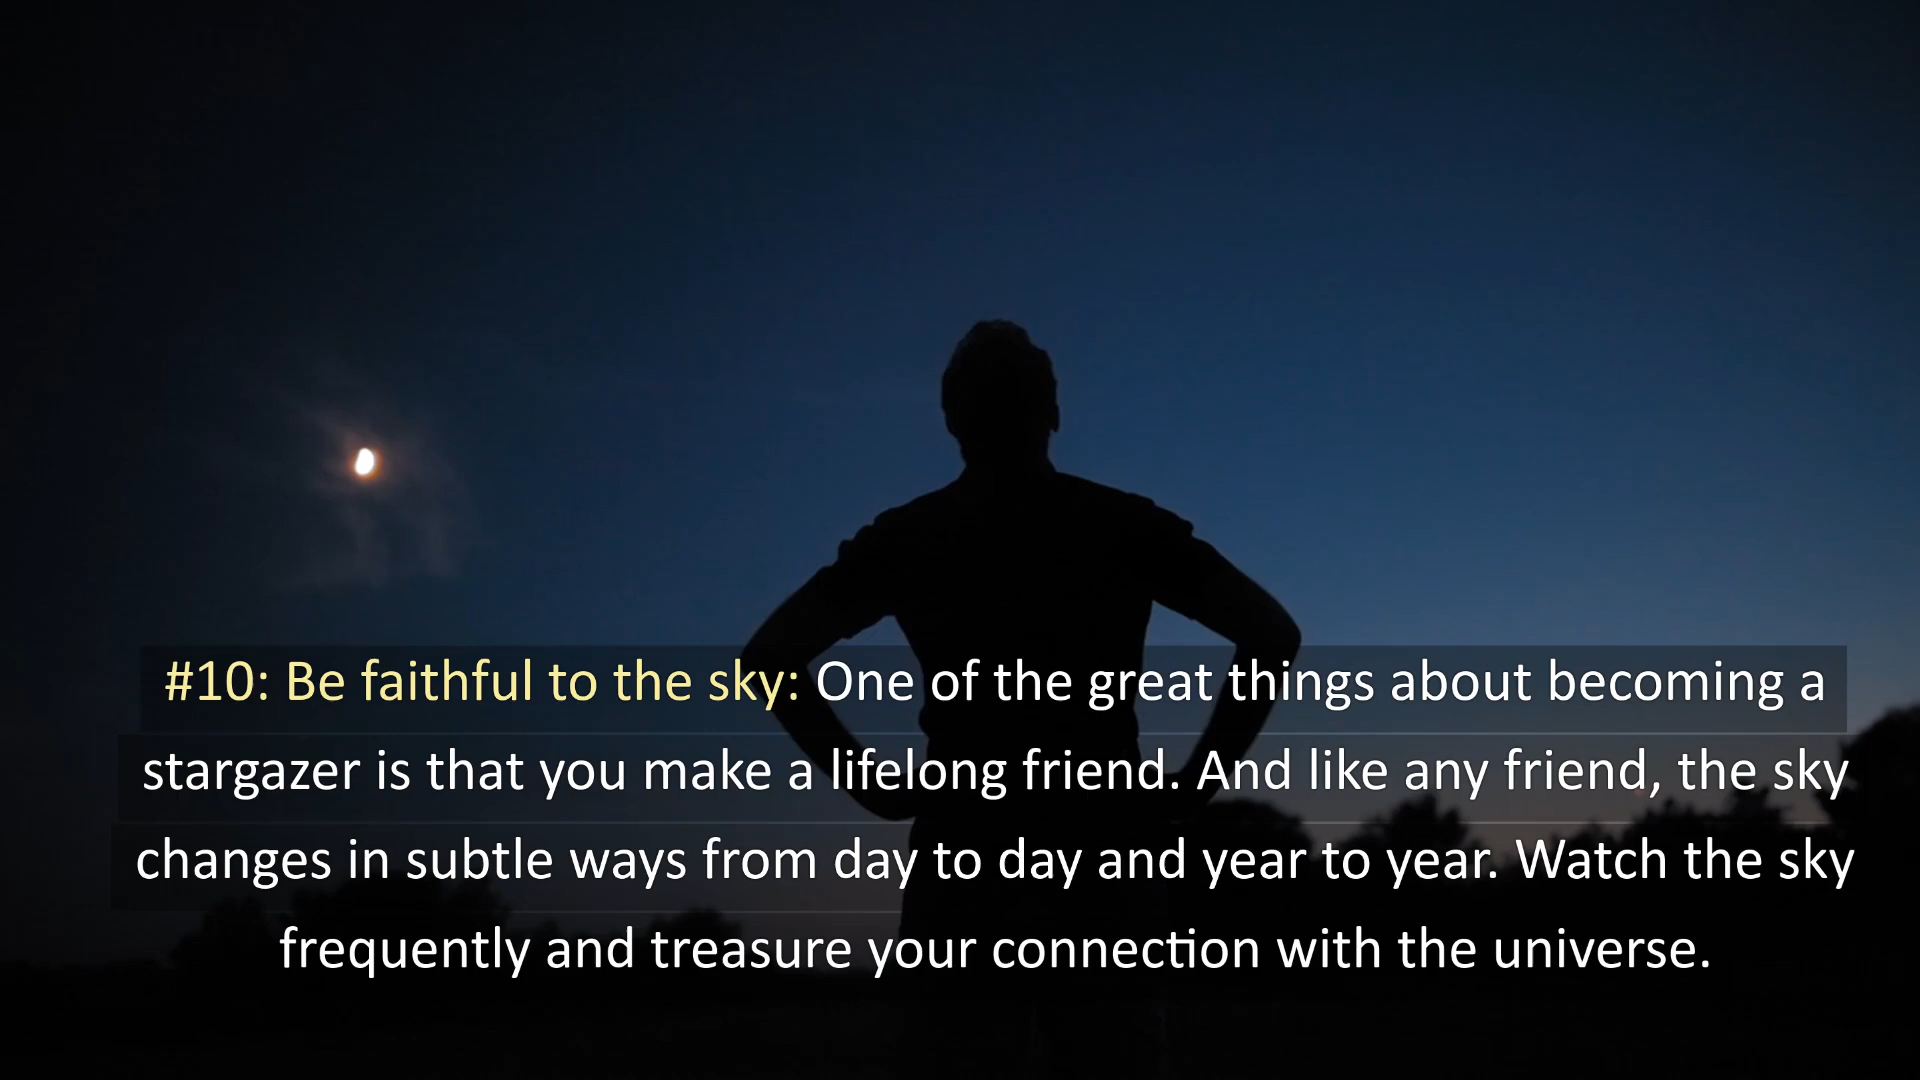 #10: Be faithful to the sky: One of the great things about becoming a
stargazer is that you make a lifelong friend. And like any friend, the sky
changes in subtle ways from day to day and year to year. Watch the sky
frequently and treasure your connection with the universe.